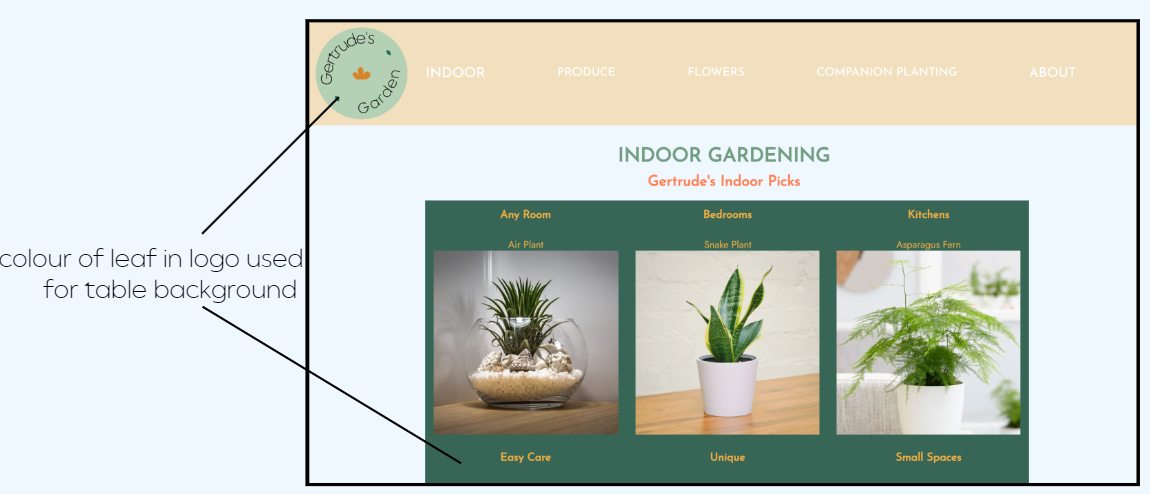 Gertrude's
Garden
INDOOR PRODUCE FLOWERS COMPANION PLANTING ABOUT
INDOOR GARDENING
Gertrude's Indoor Picks
Any Room Bedrooms Kitchens
Air Plant Snake Plant Asparagus Fern
colour of leaf in logo used
for table background
Easy Care Unique Small Spaces